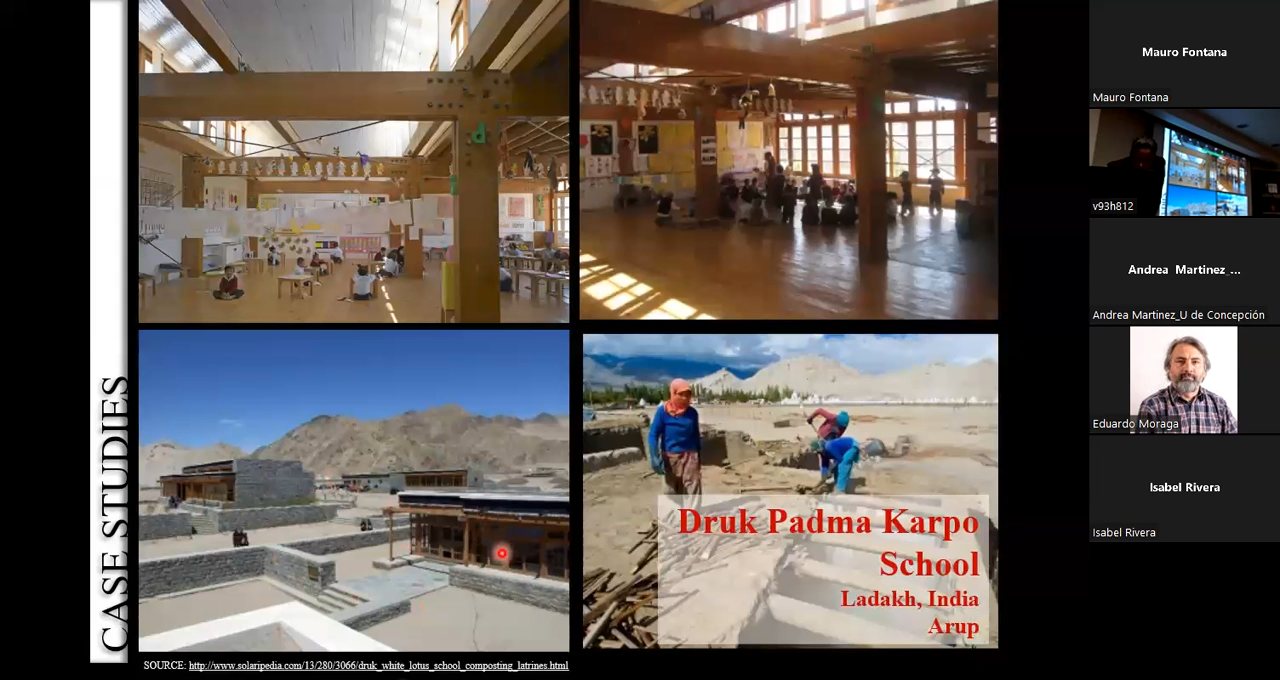 CASE STUDIES
Druk Padma Karpo
School
Ladakh, India
Arup
SOURCE: http://www.solaripedia.com/13/280/3066/druk_white_lotus_school_composting_latrines.html
Mauro Fontana
Mauro Fontana
v93h812
Andrea Martinez_...
Andrea Martinez_U de Concepción
Eduardo Moraga
Isabel Rivera
Isabel Rivera